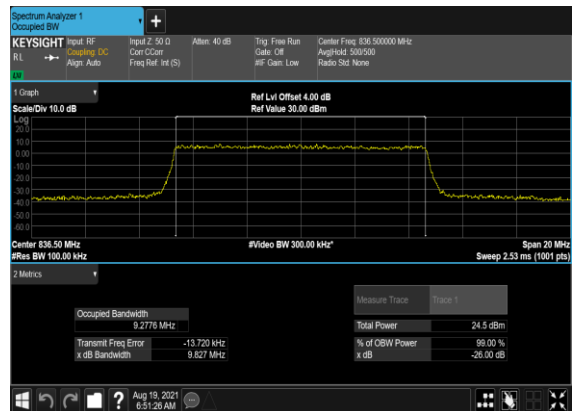 Spectrum Analyzer 1
Occupied BW
KEYSIGHT Input: RF Input Z: 50 Ω Atten: 40 dB Trig: Free Run Center Freq: 836.500000 MHz
RL Coupling: DC Corr CCorr Gate: Off Avg|Hold: 500/500
Align: Auto Freq Ref: Int (S) #IF Gain: Low Radio Std: None
1 Graph
Ref Lvl Offset 4.00 dB
Scale/Div 10.0 dB Ref Value 30.00 dBm
Log
20.0
10.0
0.00
-10.0
-20.0
-30.0
-40.0
-50.0
-60.0
Center 836.50 MHz #Video BW 300.00 kHz* Span 20 MHz
#Res BW 100.00 kHz Sweep 2.53 ms (1001 pts)
2 Metrics
Measure Trace Trace 1
Occupied Bandwidth
9.2776 MHz Total Power 24.5 dBm
Transmit Freq Error -13.720 kHz % of OBW Power 99.00 %
x dB Bandwidth 9.827 MHz x dB -26.00 dB
? Aug 19, 2021
6:51:26 AM